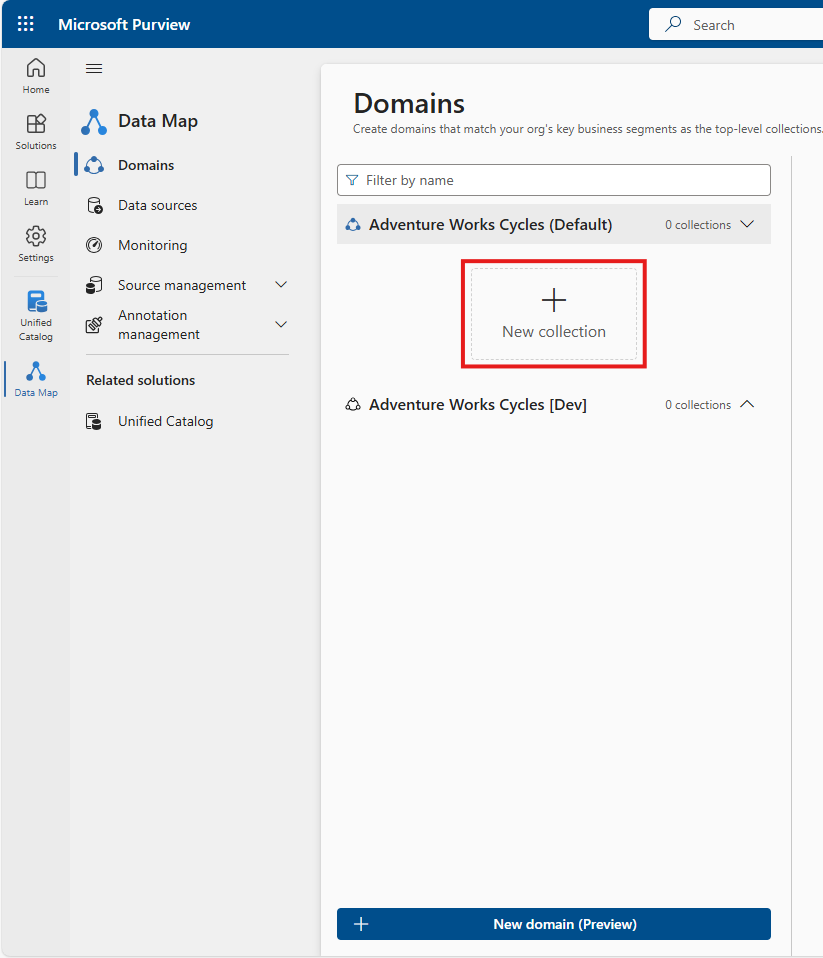 Microsoft Purview
Search
Home
Solutions
Learn
Settings
Unified
Catalog
Data Map
Data Map
Domains
Data sources
Monitoring
Source management
Annotation
management
Related solutions
Unified Catalog
Domains
Create domains that match your org's key business segments as the top-level collections.
Filter by name
Adventure Works Cycles (Default)
0 collections
New collection
Adventure Works Cycles [Dev]
0 collections
New domain (Preview)